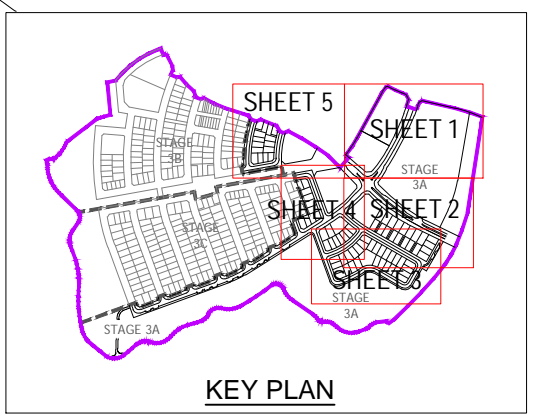 SHEET 5
SHEET 1
STAGE
3B
STAGE
3A
SHEET 4
SHEET 2
STAGE
3C
SHEET 3
STAGE
3A
STAGE 3A
KEY PLAN